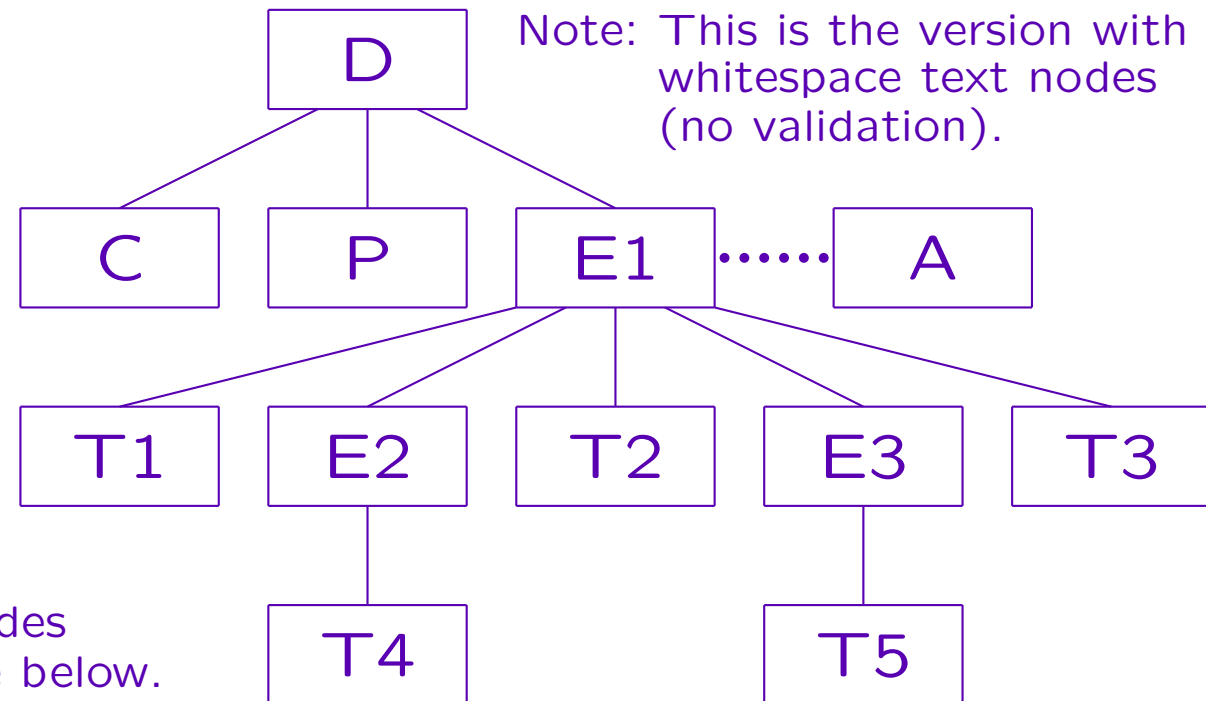 D
Note: This is the version with
whitespace text nodes
(no validation).
C P E1 A
T1 E2 T2 E3 T3
T4 T5
below.